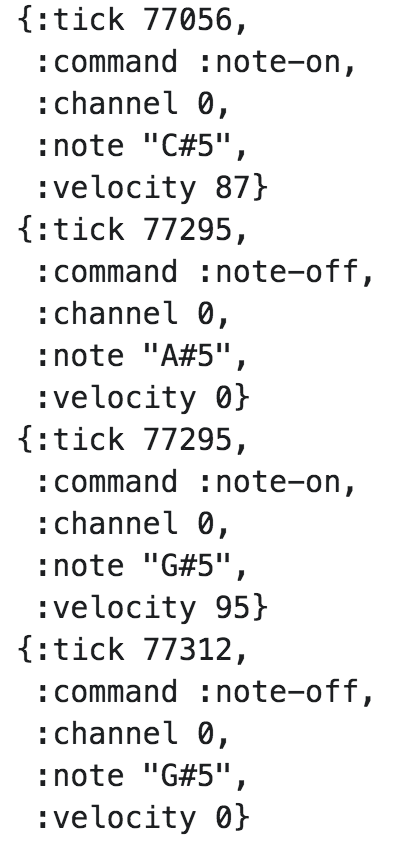 {:tick 77056,
 :command :note-on,
 :channel 0,
 :note "C#5",
 :velocity 87}
{:tick 77295,
 :command :note-off,
 :channel 0,
 :note "A#5",
 :velocity 0}
{:tick 77295,
 :command :note-on,
 :channel 0,
 :note "G#5",
 :velocity 95}
{:tick 77312,
 :command :note-off,
 :channel 0,
 :note "G#5",
 :velocity 0}